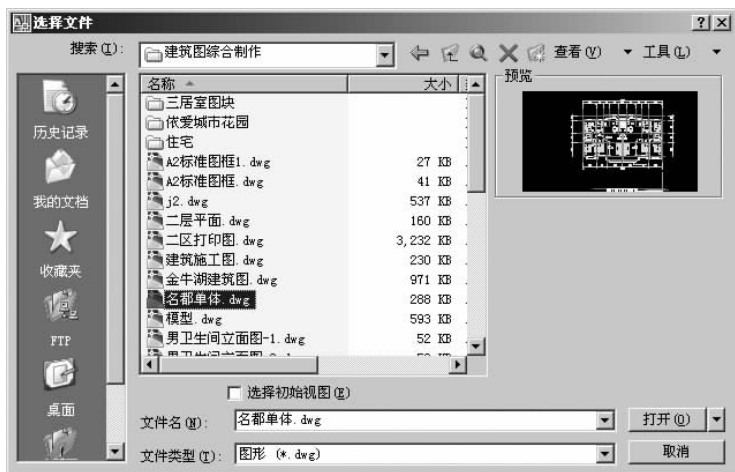 选择文件
搜索(I):
建筑图综合制作
查看(V)
工具(L)
名称
大小
预览
三居室图块
依爱城市花园
住宅
A2标准图框1.dwg 27 KB
A2标准图框.dwg 41 KB
j2.dwg 537 KB
二层平面.dwg 160 KB
二区打印图.dwg 3,232 KB
建筑施工图.dwg 230 KB
金牛湖建筑图.dwg 971 KB
名都单体.dwg 288 KB
模型.dwg 593 KB
男卫生间立面图-1.dwg 52 KB
历史记录
我的文档
收藏夹
FTP
桌面
选择初始视图(E)
文件名(N):
名都单体.dwg
打开(O)
文件类型(T):
图形 (*.dwg)
取消